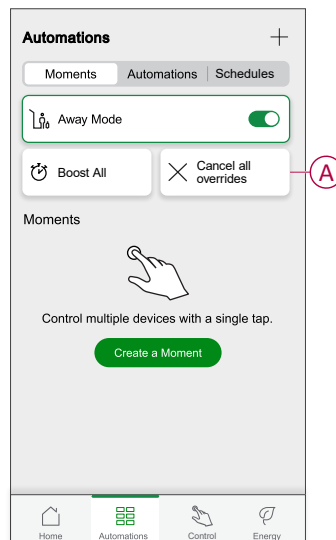 Automations
Moments Automations Schedules
Away Mode
Boost All
Cancel all
overrides
A
Moments
Control multiple devices with a single tap.
Create a Moment
Home Automations Control Energy